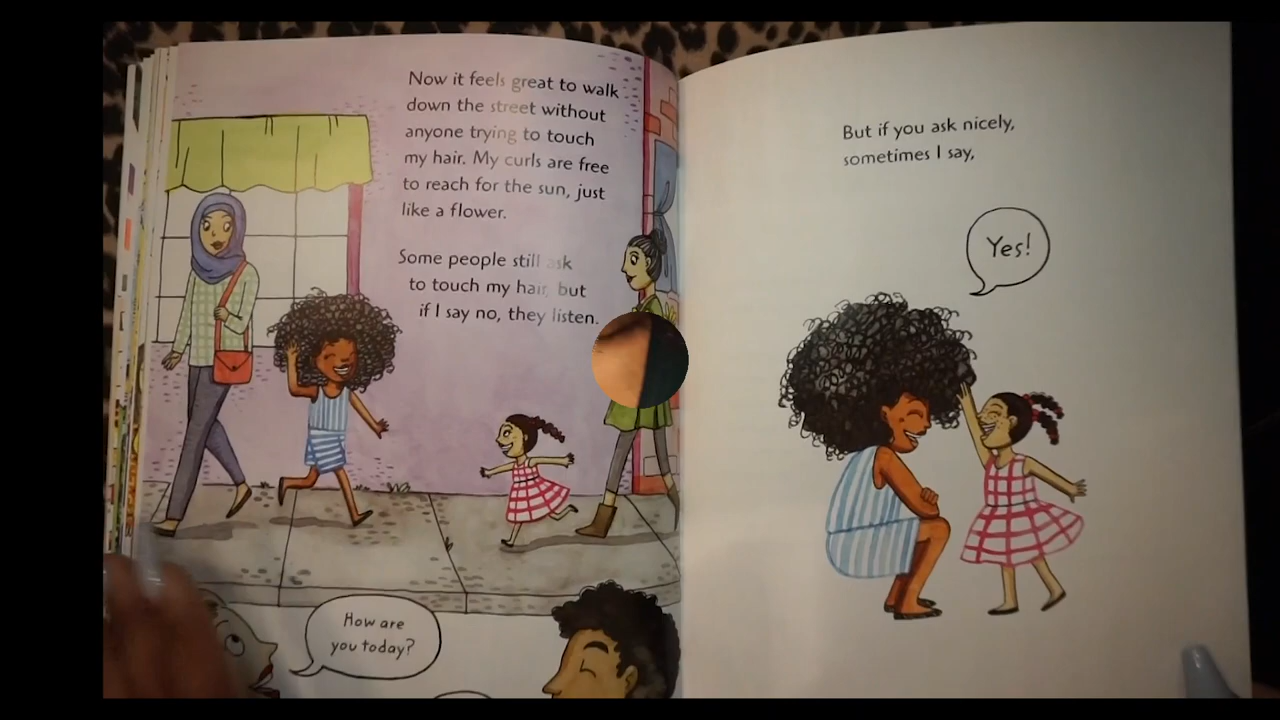 Now it feels great to walk
down the street without
anyone trying to touch
my hair. My curls are free
to reach for the sun, just
like a flower.
Some people still ask
to touch my hair, but
if I say no, they listen.
How are
you today?
But if you ask nicely,
sometimes I say,
Yes!